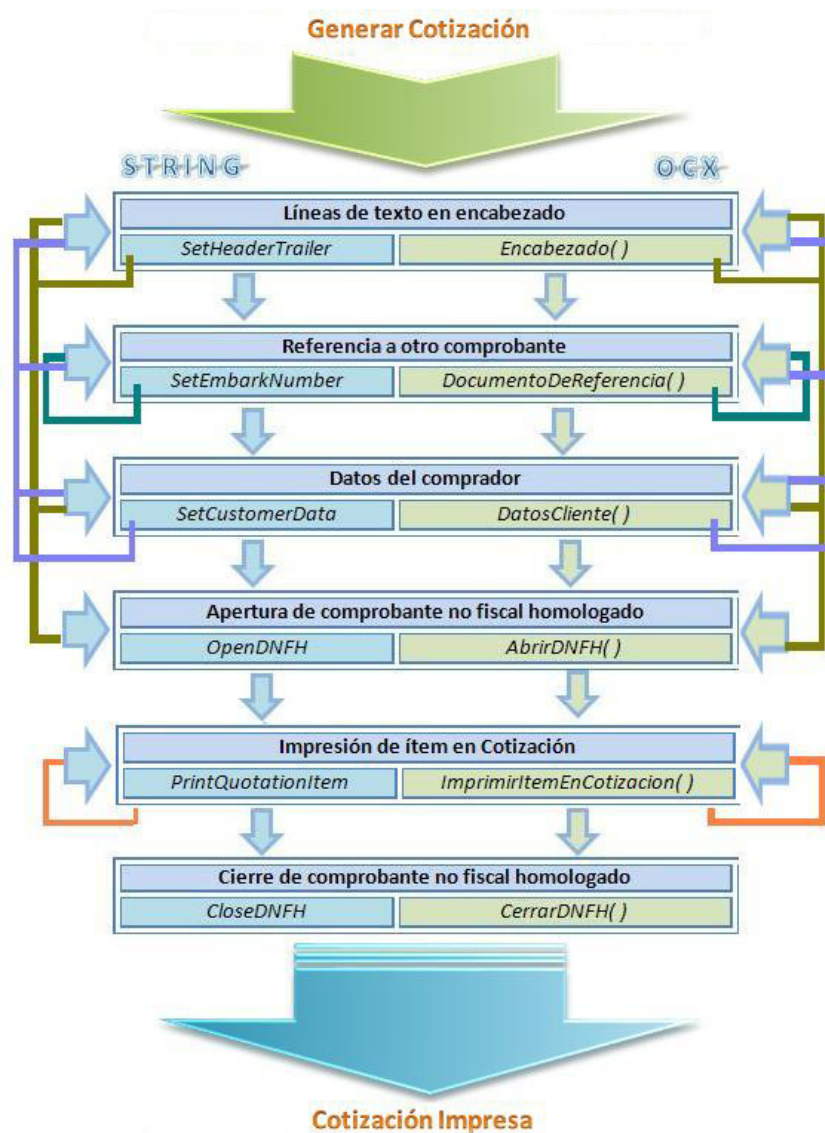 Generar Cotización
STRING OCX
Líneas de texto en encabezado
SetHeaderTrailer Encabezado( )
Referencia a otro comprobante
SetEmbarkNumber DocumentoDeReferencia( )
Datos del comprador
SetCustomerData DatosCliente( )
Apertura de comprobante no fiscal homologado
OpenDNFH AbrirDNFH( )
Impresión de ítem en Cotización
PrintQuotationItem ImprimirItemEnCotizacion( )
Cierre de comprobante no fiscal homologado
CloseDNFH CerrarDNFH( )
Cotización Impresa